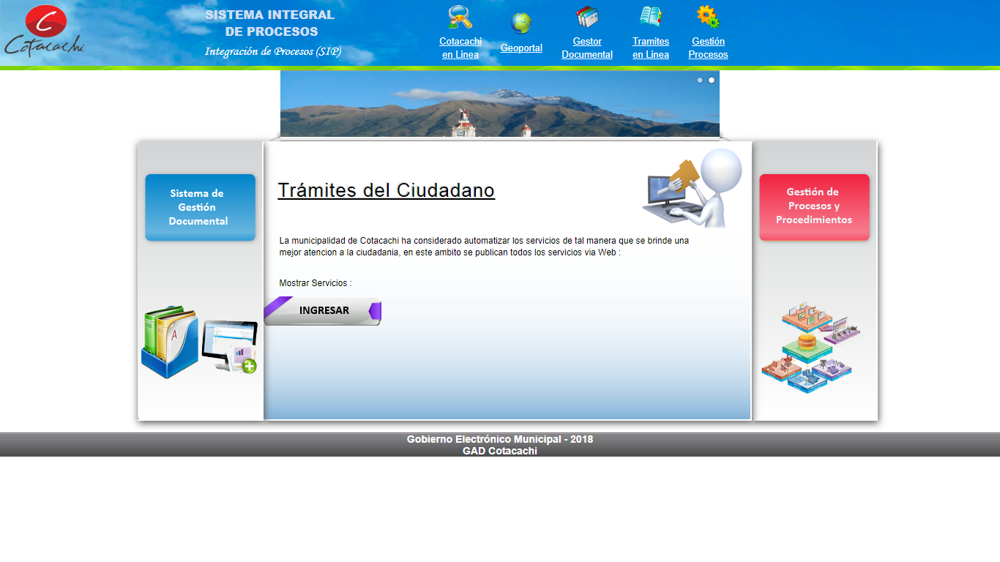 Cotacachi
SISTEMA INTEGRAL
DE PROCESOS
Integración de Procesos (SIP)
Cotacachi
en Linea
Geoportal
Gestor
Documental
Tramites
en Linea
Gestión
Procesos
Sistema de
Gestión
Documental
Trámites del Ciudadano
La municipalidad de Cotacachi ha considerado automatizar los servicios de tal manera que se brinde una
mejor atencion a la ciudadania, en este ambito se publican todos los servicios via Web :
Mostrar Servicios :
INGRESAR
Gestión de
Procesos y
Procedimientos
Gobierno Electrónico Municipal - 2018
GAD Cotacachi